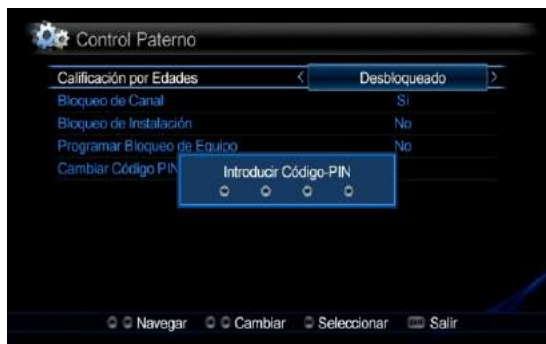 Control Paterno
Calificación por Edades < Desbloqueado >
Bloqueo de Canal Si
Bloqueo de Instalación No
Programar Bloqueo de Equipo No
Cambiar Código PIN
Introducir Código-PIN
Navegar Cambiar Seleccionar Salir